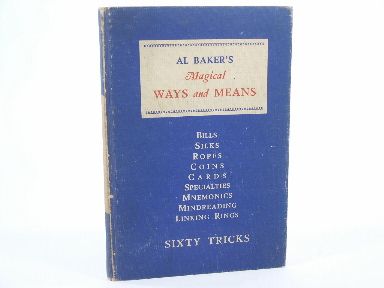 AL BAKER'S
Magical
WAYS and MEANS
BILLS
SILKS
ROPES
COINS
CARDS
SPECIALTIES
MNEMONICS
MINDREADING
LINKING RINGS
SIXTY TRICKS